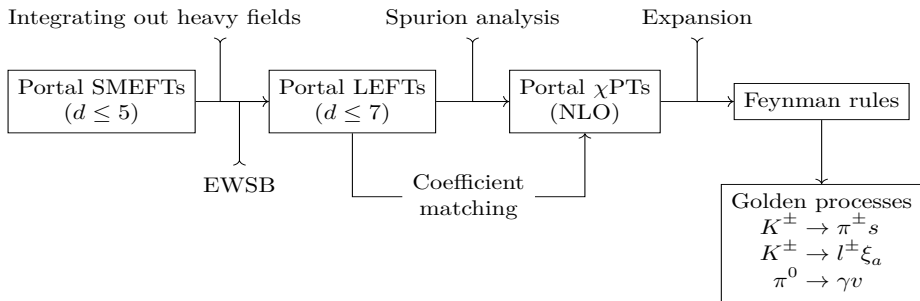 Integrating out heavy fields
Spurion analysis
Expansion
Portal SMEFTs
(d ≤ 5)
Portal LEFTs
(d ≤ 7)
Portal χPTs
(NLO)
Feynman rules
EWSB
Coefficient
matching
Golden processes
K^± → π^± s
K^± → l^± ξ_a
π^0 → γv